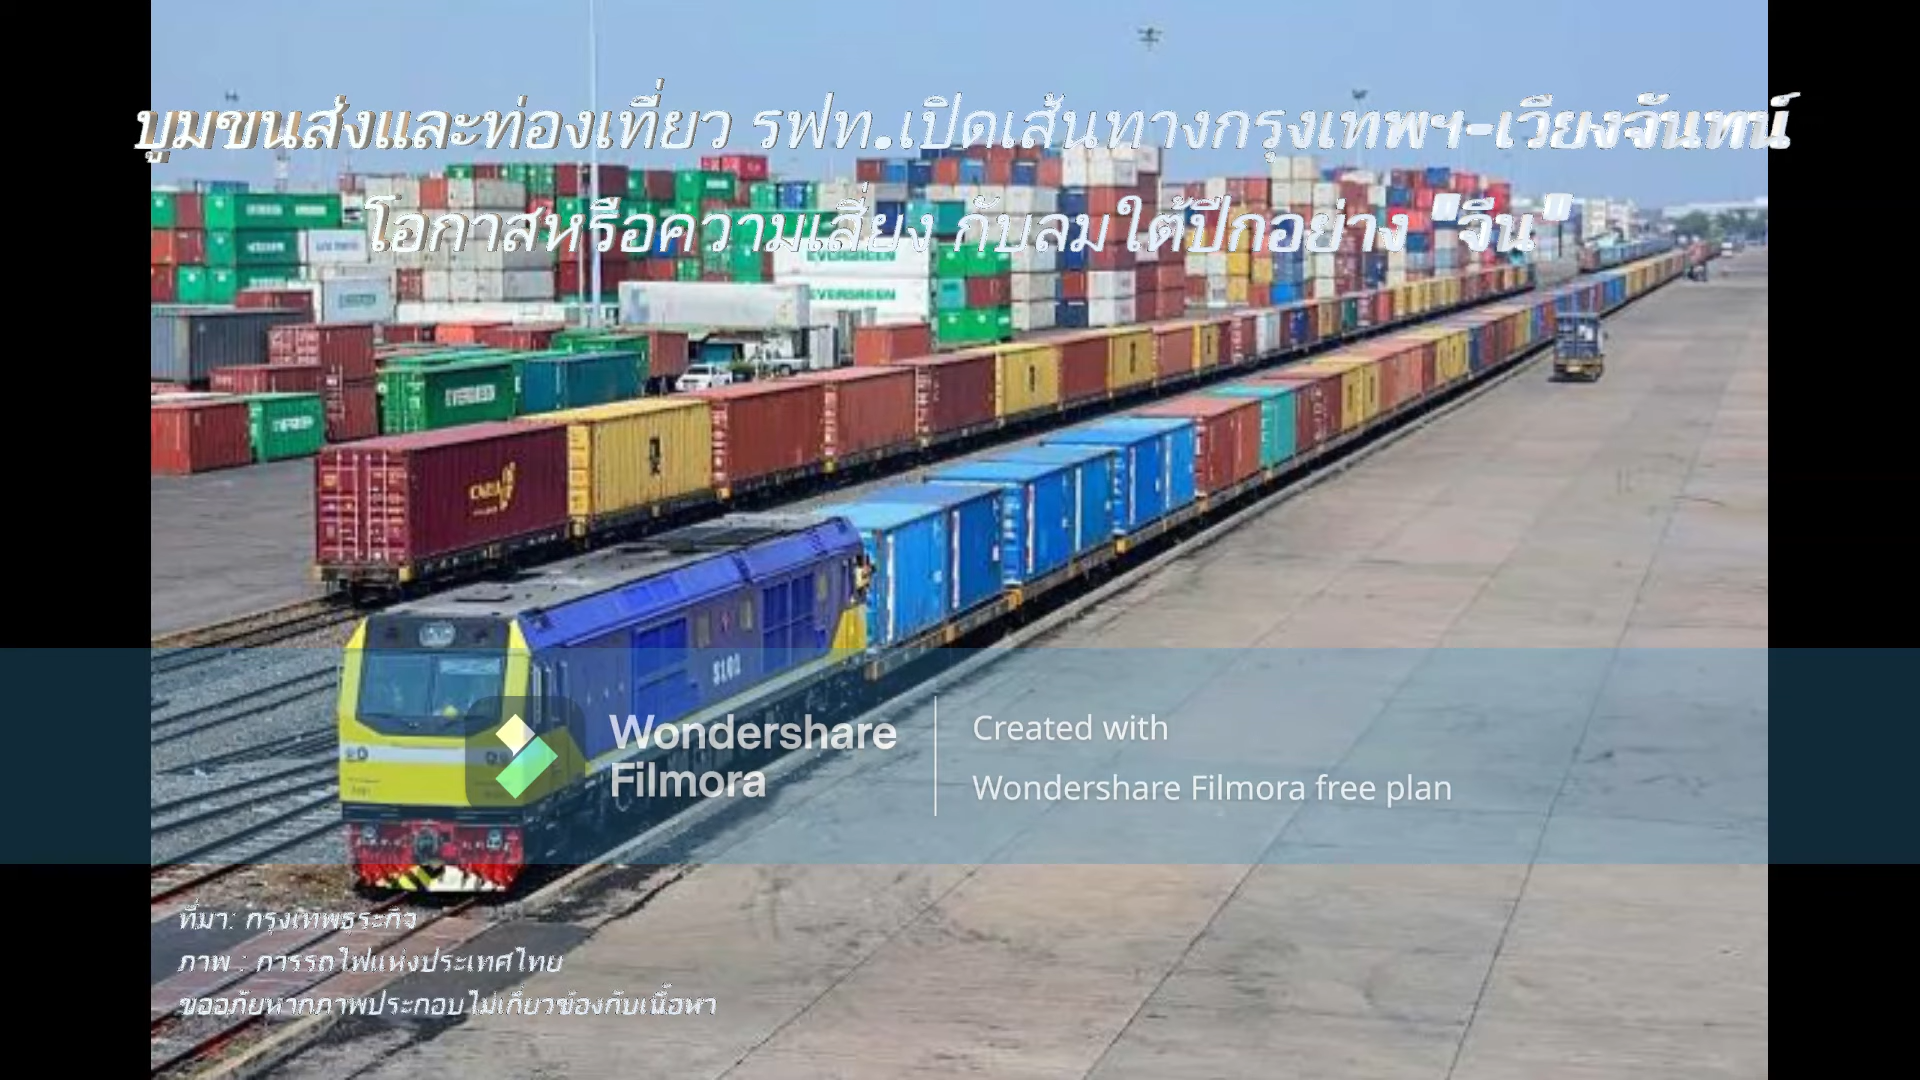 บูมขนส่งและท่องเที่ยว รฟท.เปิดเส้นทางกรุงเทพฯ-เวียงจันทน์
โอกาสหรือความเสี่ยง กับลมใต้ปีกอย่าง "จีน"
EVERGREEN
EVERGREEN
EVERGREEN
5101
Wondershare
Filmora
Created with
Wondershare Filmora free plan
ที่มา: กรุงเทพธุระกิจ
ภาพ : การรถไฟแห่งประเทศไทย
ขออภัยหากภาพประกอบไม่เกี่ยวข้องกับเนื้อหา